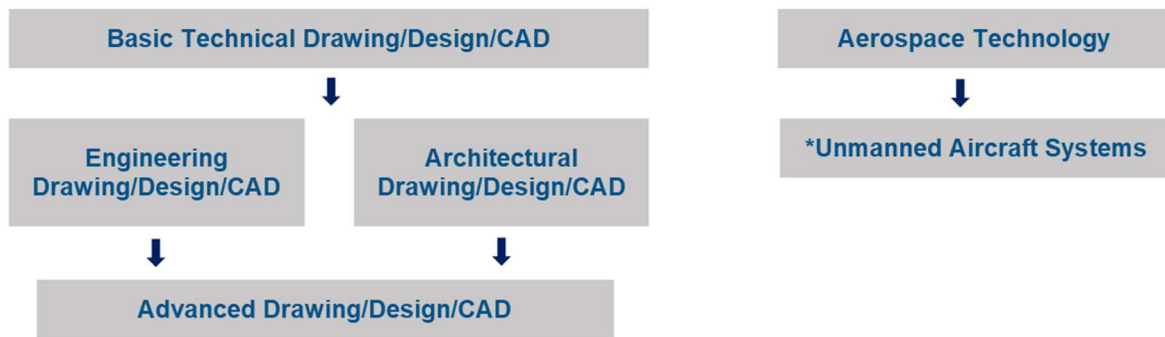 Basic Technical Drawing/Design/CAD
Aerospace Technology
Engineering
Drawing/Design/CAD
Architectural
Drawing/Design/CAD
*Unmanned Aircraft Systems
Advanced Drawing/Design/CAD